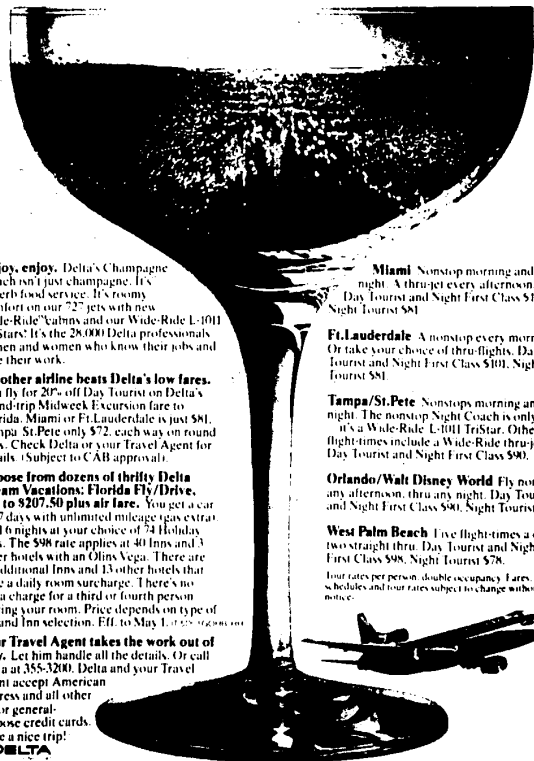 joy, enjoy. Delta's Champagne
ach isn't just champagne. It's
erb food service. It's roomy
mfort on our 727 jets with new
de-Ride" cabins and our Wide-Ride L-1011
Stars! It's the 28,000 Delta professionals
en and women who know their jobs and
e their work.
other airline beats Delta's low fares.
n fly for 20% off Day Tourist on Delta's
nd-trip Midweek Excursion fare to
rida. Miami or Ft.Lauderdale is just $81,
mpa St.Pete only $72, each way on round
s. Check Delta or your Travel Agent for
ails. (Subject to CAB approval).
oose from dozens of thrifty Delta
eam Vacations: Florida Fly/Drive,
to $207.50 plus air fare. You get a car
7 days with unlimited mileage (gas extra).
d 6 nights at your choice of 74 Holiday
s. The $98 rate applies at 40 Inns and 3
er hotels with an Olins Vega. There are
additional Inns and 13 other hotels that
e a daily room surcharge. There's no
a charge for a third or fourth person
ring your room. Price depends on type of
and Inn selection. Eff. to May 1.
ur Travel Agent takes the work out of
y. Let him handle all the details. Or call
a at 355-3200. Delta and your Travel
nt accept American
ress and all other
or general-
pose credit cards.
e a nice trip!
DELTA
Miami Nonstop morning and
night. A thru-jet every afternoon.
Day Tourist and Night First Class $1
Night Tourist $81
Ft.Lauderdale A nonstop every morn
Or take your choice of thru-flights. Da
Tourist and Night First Class $101, Nigh
Tourist $81.
Tampa/St.Pete Nonstops morning an
night. The nonstop Night Coach is only
it's a Wide-Ride L-1011 TriStar. Othe
flight-times include a Wide-Ride thru-j
Day Tourist and Night First Class $90,
Orlando/Walt Disney World Fly non
any afternoon, thru any night. Day Tou
and Night First Class $90, Night Tourist
West Palm Beach Five flight-times a d
two straight thru. Day Tourist and Nigh
First Class $98, Night Tourist $78.
Tour rates per person, double occupancy. Fares,
schedules and tour rates subject to change witho
notice.